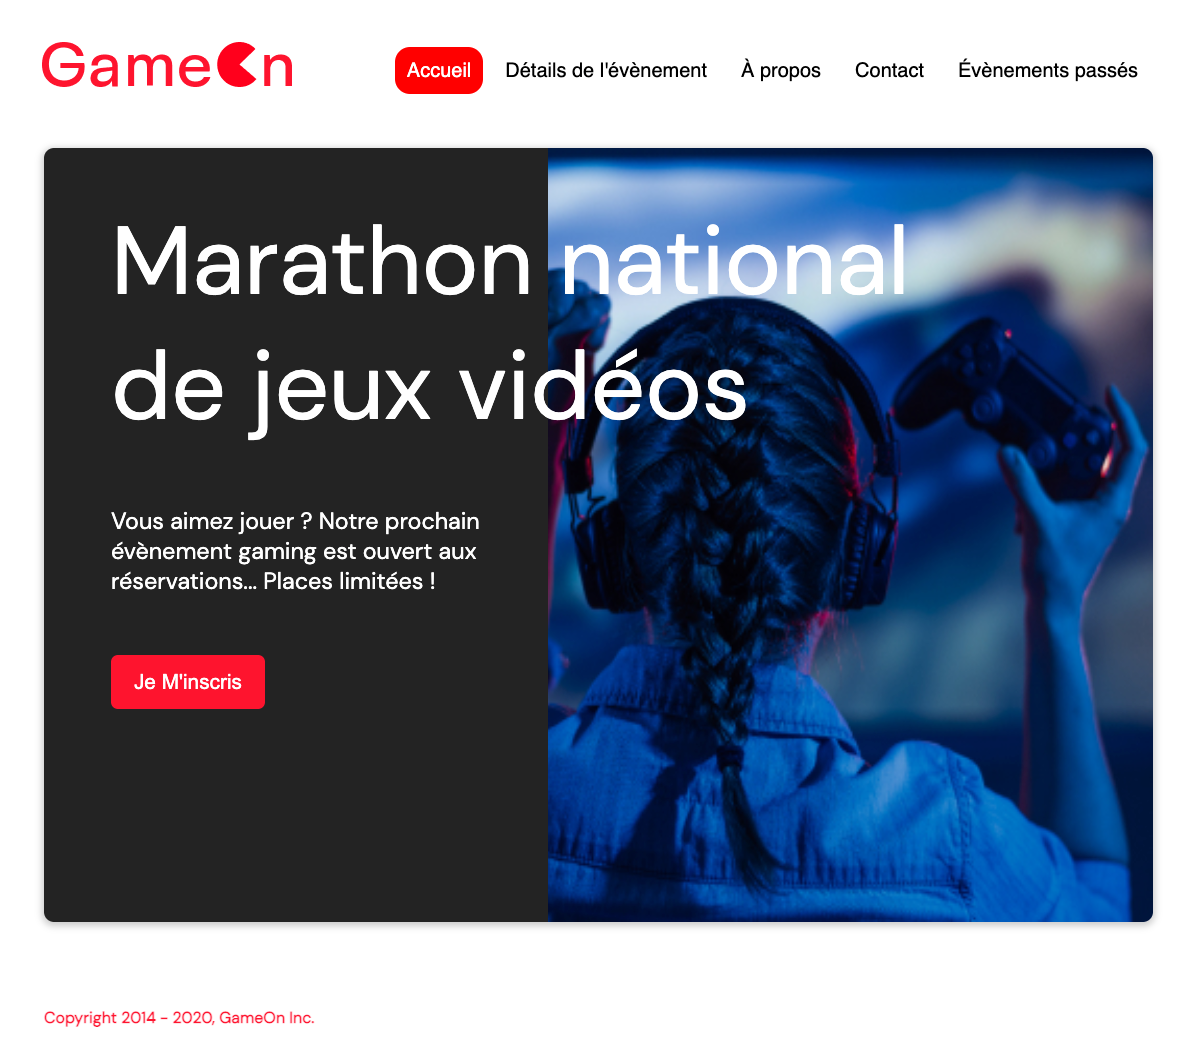 GameOn
Accueil Détails de l'évènement À propos Contact Évènements passés
Marathon national
de jeux vidéos
Vous aimez jouer ? Notre prochain
évènement gaming est ouvert aux
réservations... Places limitées !
Je M'inscris
Copyright 2014 - 2020, GameOn Inc.